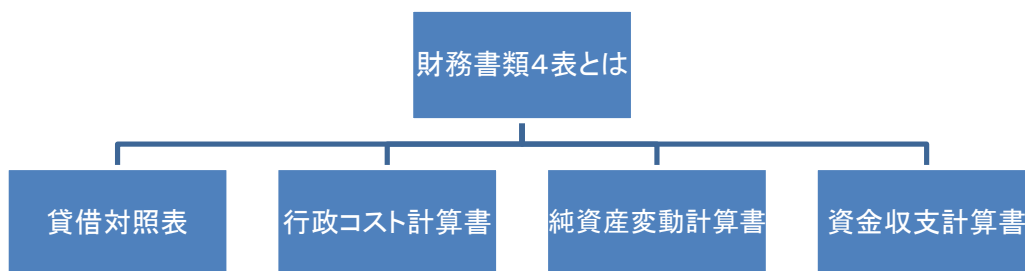 財務書類４表とは
貸借対照表
行政コスト計算書
純資産変動計算書
資金収支計算書